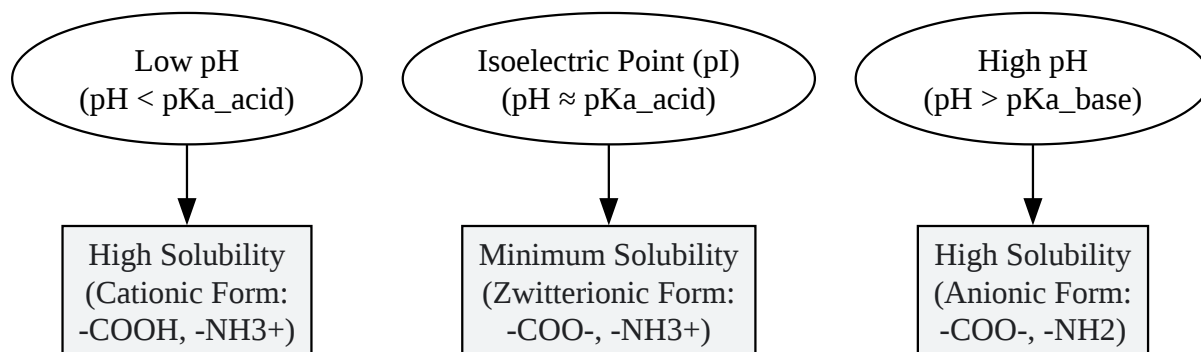 Low pH
(pH < pKa_acid)
Isoelectric Point (pI)
(pH ≈ pKa_acid)
High pH
(pH > pKa_base)
High Solubility
(Cationic Form:
-COOH, -NH3+)
Minimum Solubility
(Zwitterionic Form:
-COO-, -NH3+)
High Solubility
(Anionic Form:
-COO-, -NH2)